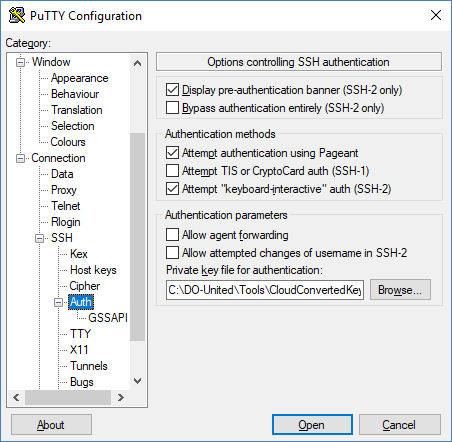 PuTTY Configuration
Category:
Window
Appearance
Behaviour
Translation
Selection
Colours
Connection
Data
Proxy
Telnet
Rlogin
SSH
Kex
Host keys
Cipher
Auth
GSSAPI
TTY
X11
Tunnels
Bugs
Options controlling SSH authentication
Display pre-authentication banner (SSH-2 only)
Bypass authentication entirely (SSH-2 only)
Authentication methods
Attempt authentication using Pageant
Attempt TIS or CryptoCard auth (SSH-1)
Attempt "keyboard-interactive" auth (SSH-2)
Authentication parameters
Allow agent forwarding
Allow attempted changes of username in SSH-2
Private key file for authentication:
C:\DO-United\Tools\CloudConvertedKey Browse...
About Open Cancel